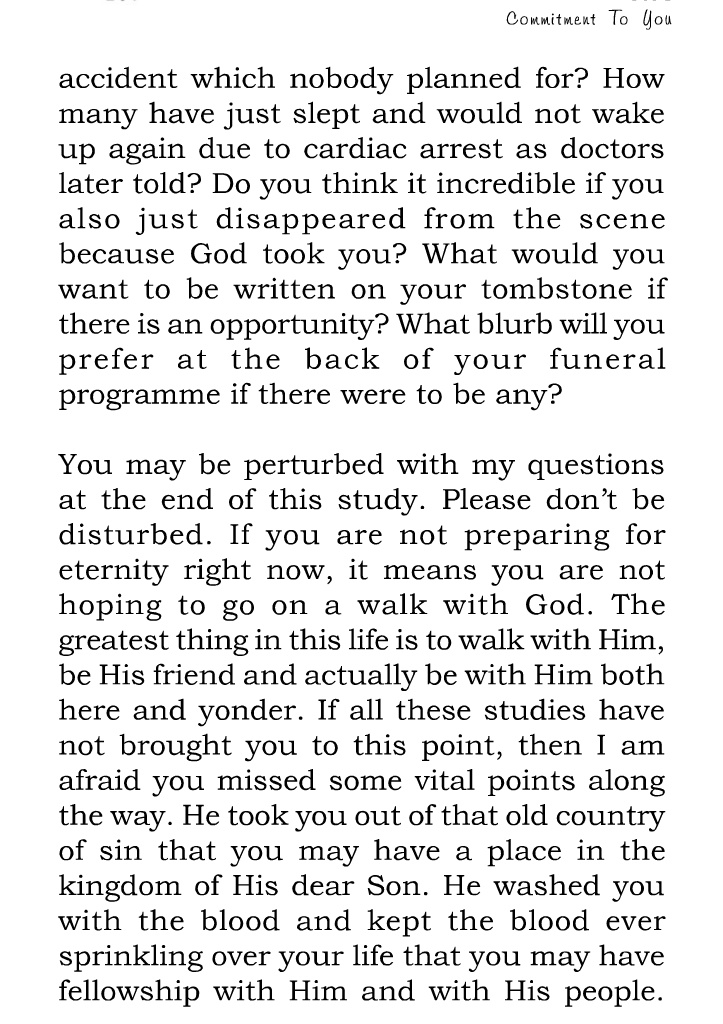 Commitment To You
accident which nobody planned for? How
many have just slept and would not wake
up again due to cardiac arrest as doctors
later told? Do you think it incredible if you
also just disappeared from the scene
because God took you? What would you
want to be written on your tombstone if
there is an opportunity? What blurb will you
prefer at the back of your funeral
programme if there were to be any?
You may be perturbed with my questions
at the end of this study. Please don’t be
disturbed. If you are not preparing for
eternity right now, it means you are not
hoping to go on a walk with God. The
greatest thing in this life is to walk with Him,
be His friend and actually be with Him both
here and yonder. If all these studies have
not brought you to this point, then I am
afraid you missed some vital points along
the way. He took you out of that old country
of sin that you may have a place in the
kingdom of His dear Son. He washed you
with the blood and kept the blood ever
sprinkling over your life that you may have
fellowship with Him and with His people.